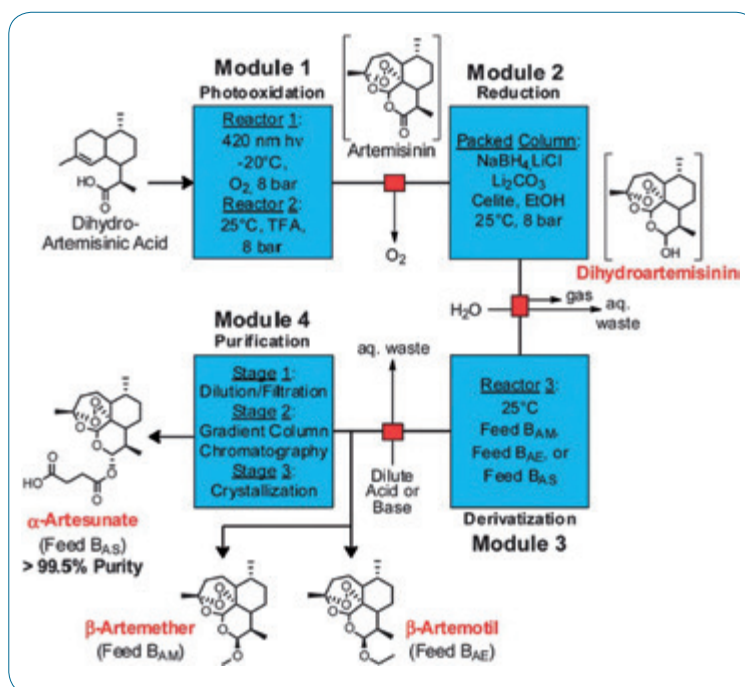 Module 1
Photooxidation
Reactor 1:
420 nm hν
-20°C,
O2, 8 bar
Reactor 2:
25°C, TFA,
8 bar
HO
O
Dihydro-
Artemisinic Acid
O
O
O
O
O
Artemisinin
O2
Module 2
Reduction
Packed Column:
NaBH4, LiCl
Li2CO3
Celite, EtOH
25°C, 8 bar
O
O
O
O
OH
Dihydroartemisinin
H2O
gas
aq.
waste
Reactor 3:
25°C
Feed BAM,
Feed BAE, or
Feed BAS
Derivatization
Module 3
aq. waste
Dilute
Acid or
Base
Module 4
Purification
Stage 1:
Dilution/Filtration
Stage 2:
Gradient Column
Chromatography
Stage 3:
Crystallization
O
O
O
O
O
HO
O
O
α-Artesunate
(Feed BAS)
> 99.5% Purity
O
O
O
O
O
β-Artemether
(Feed BAM)
O
O
O
O
O
β-Artemotil
(Feed BAE)